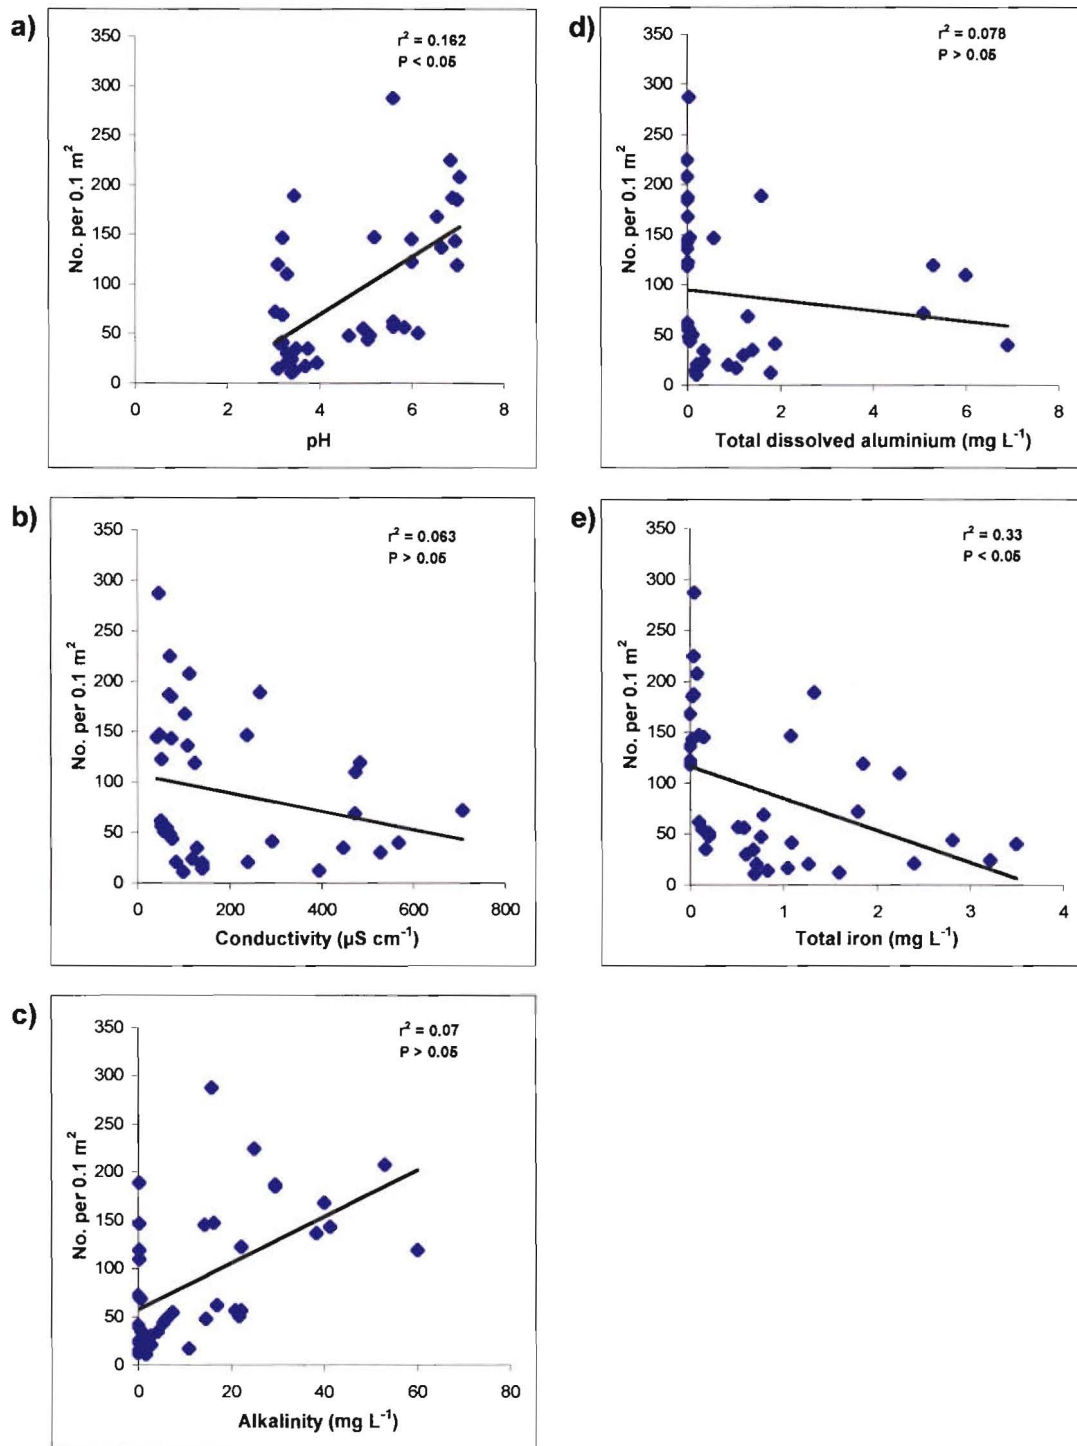 a)
r² = 0.162
P < 0.05
350
300
250
200
150
100
50
0
No. per 0.1 m²
0 2 4 6 8
pH
d)
r² = 0.078
P > 0.05
350
300
250
200
150
100
50
0
No. per 0.1 m²
0 2 4 6 8
Total dissolved aluminium (mg L⁻¹)
b)
r² = 0.063
P > 0.05
350
300
250
200
150
100
50
0
No. per 0.1 m²
0 200 400 600 800
Conductivity (µS cm⁻¹)
e)
r² = 0.33
P < 0.05
350
300
250
200
150
100
50
0
No. per 0.1 m²
0 1 2 3 4
Total iron (mg L⁻¹)
c)
r² = 0.07
P > 0.05
350
300
250
200
150
100
50
0
No. per 0.1 m²
0 20 40 60 80
Alkalinity (mg L⁻¹)